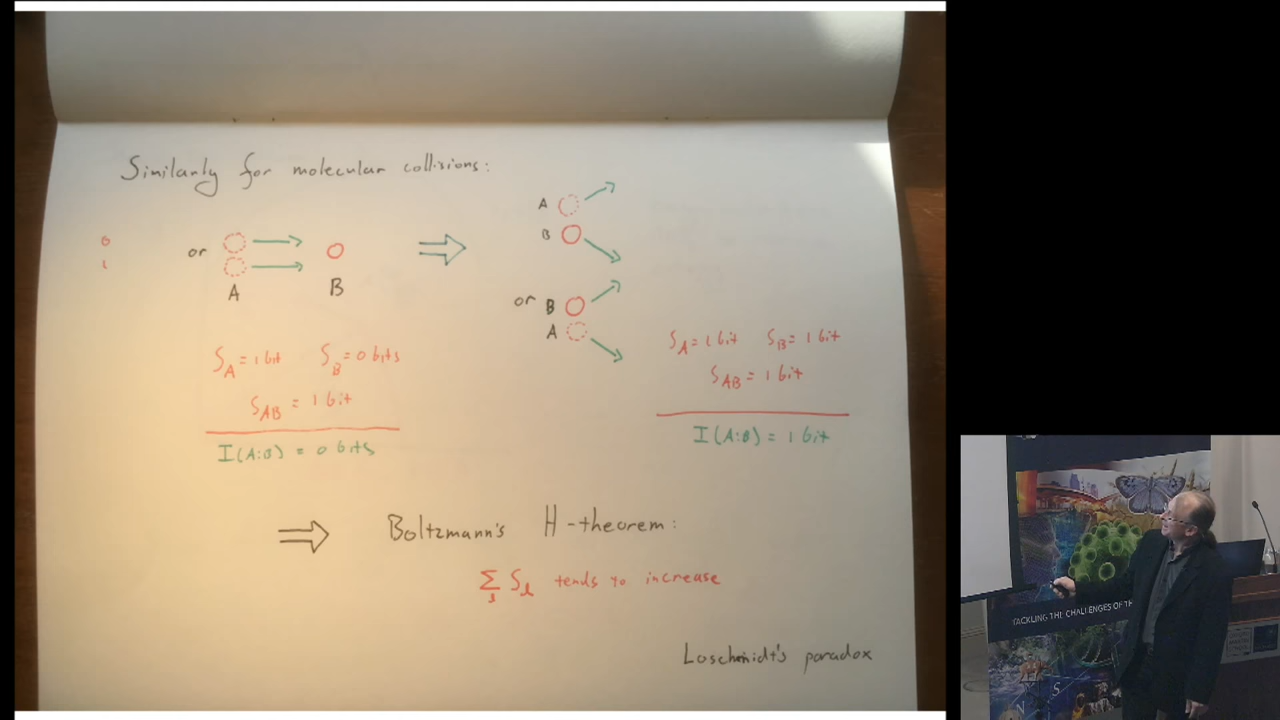 Similarly for molecular collisions:
0
1
or
A B
A
B
or B
A
S_A = 1 bit S_B = 0 bits
S_AB = 1 bit
I(A:B) = 0 bits
S_A = 1 bit S_B = 1 bit
S_AB = 1 bit
I(A:B) = 1 bit
⇒ Boltzmann's H-theorem:
∑_l S_l tends to increase
Loschmidt's paradox
TACKLING THE CHALLENGES OF TH